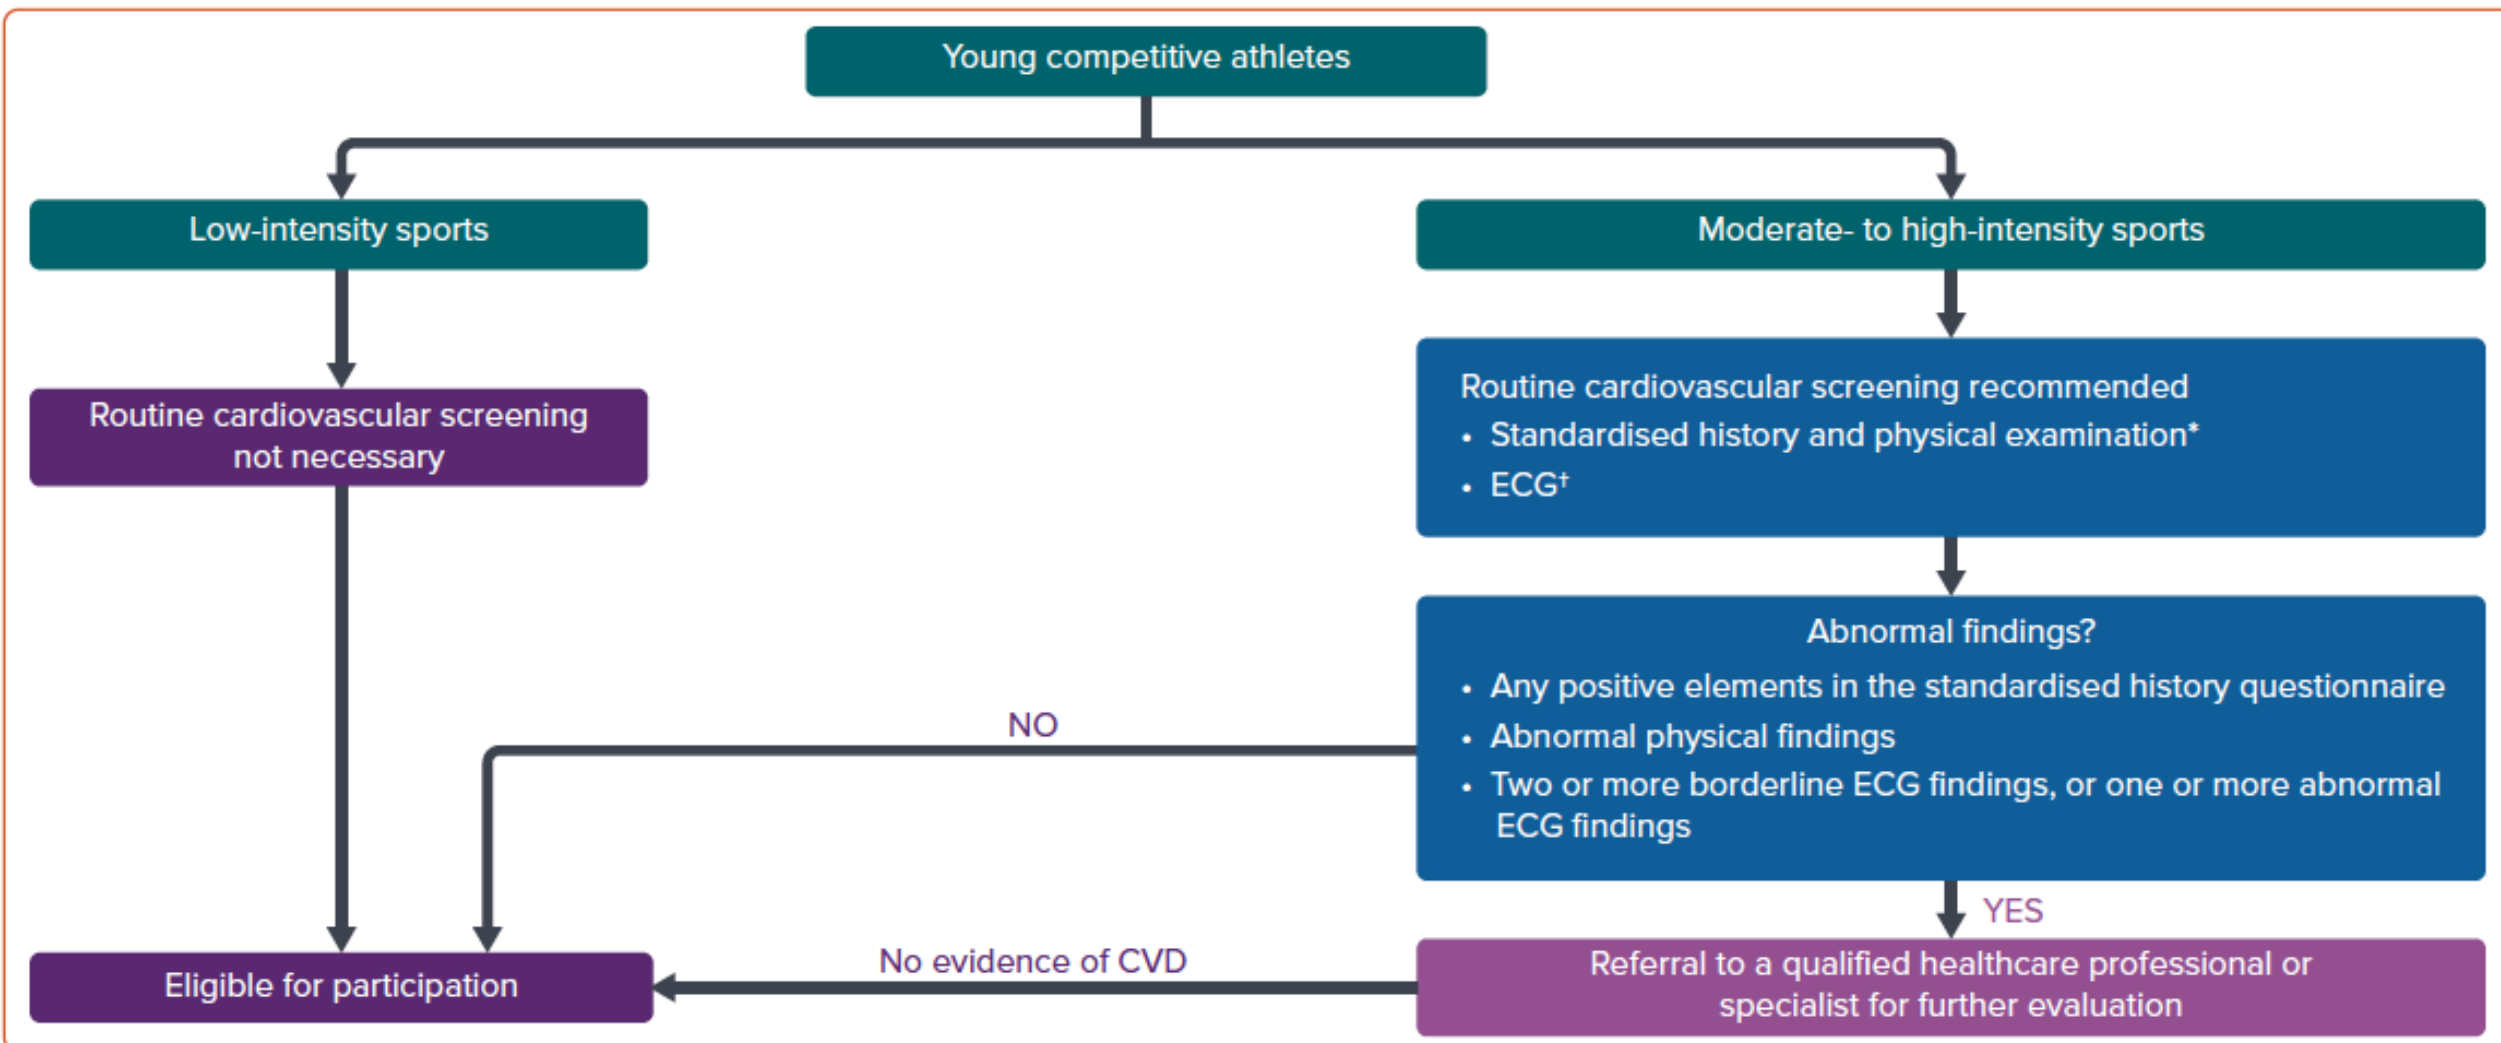 Young competitive athletes
Low-intensity sports
Moderate- to high-intensity sports
Routine cardiovascular screening
not necessary
Routine cardiovascular screening recommended
• Standardised history and physical examination*
• ECG†
Abnormal findings?
• Any positive elements in the standardised history questionnaire
• Abnormal physical findings
• Two or more borderline ECG findings, or one or more abnormal
ECG findings
NO
YES
No evidence of CVD
Eligible for participation
Referral to a qualified healthcare professional or
specialist for further evaluation